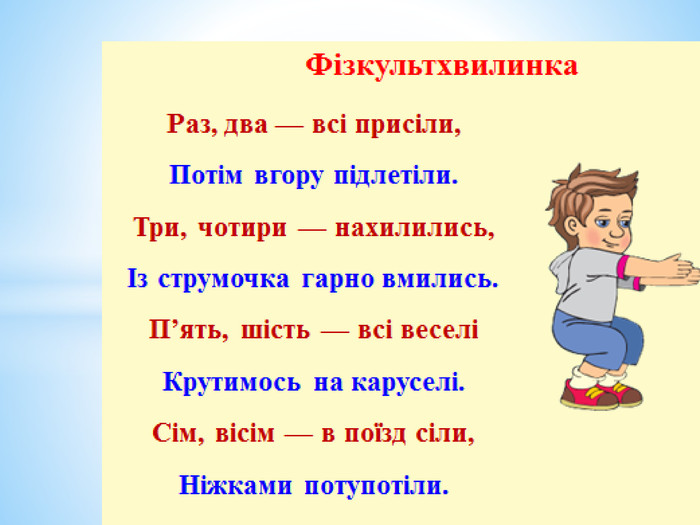 Фізкультхвилинка
Раз, два — всі присіли,
Потім вгору підлетіли.
Три, чотири — нахилились,
Із струмочка гарно вмились.
П’ять, шість — всі веселі
Крутимось на каруселі.
Сім, вісім — в поїзд сіли,
Ніжками потупотіли.